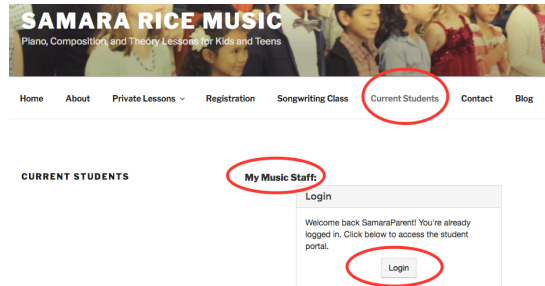 SAMARA RICE MUSIC
Piano, Composition, and Theory Lessons for Kids and Teens
Home About Private Lessons Registration Songwriting Class Current Students Contact Blog
CURRENT STUDENTS
My Music Staff:
Login
Welcome back SamaraParent! You're already
logged in. Click below to access the student
portal.
Login